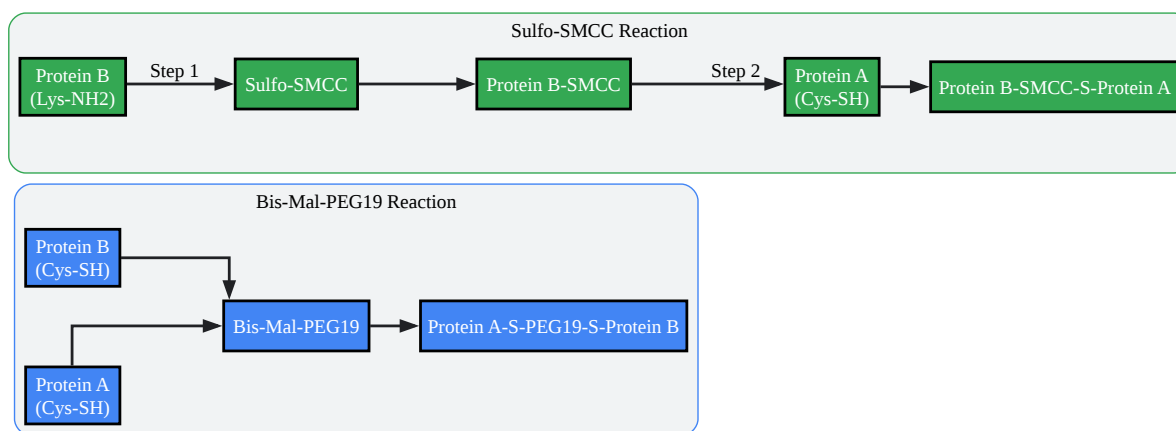 Sulfo-SMCC Reaction
Protein B
(Lys-NH2)
Step 1
Sulfo-SMCC
Protein B-SMCC
Step 2
Protein A
(Cys-SH)
Protein B-SMCC-S-Protein A
Bis-Mal-PEG19 Reaction
Protein B
(Cys-SH)
Bis-Mal-PEG19
Protein A-S-PEG19-S-Protein B
Protein A
(Cys-SH)